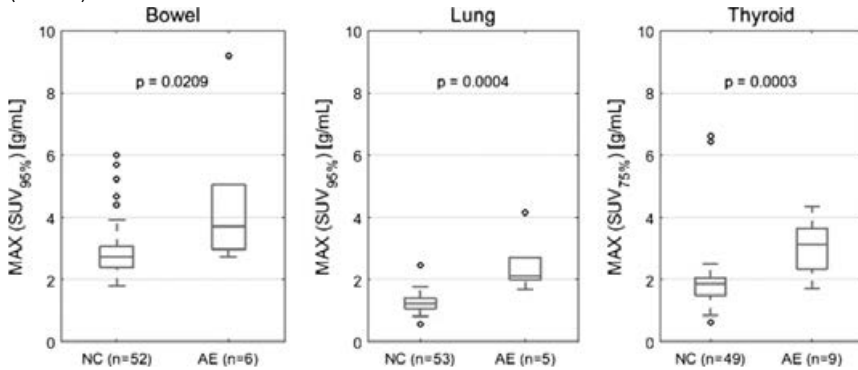 Bowel
MAX (SUV95%) [g/mL]
10
8
6
4
2
0
p = 0.0209
NC (n=52) AE (n=6)
Lung
MAX (SUV95%) [g/mL]
10
8
6
4
2
0
p = 0.0004
NC (n=53) AE (n=5)
Thyroid
MAX (SUV75%) [g/mL]
10
8
6
4
2
0
p = 0.0003
NC (n=49) AE (n=9)